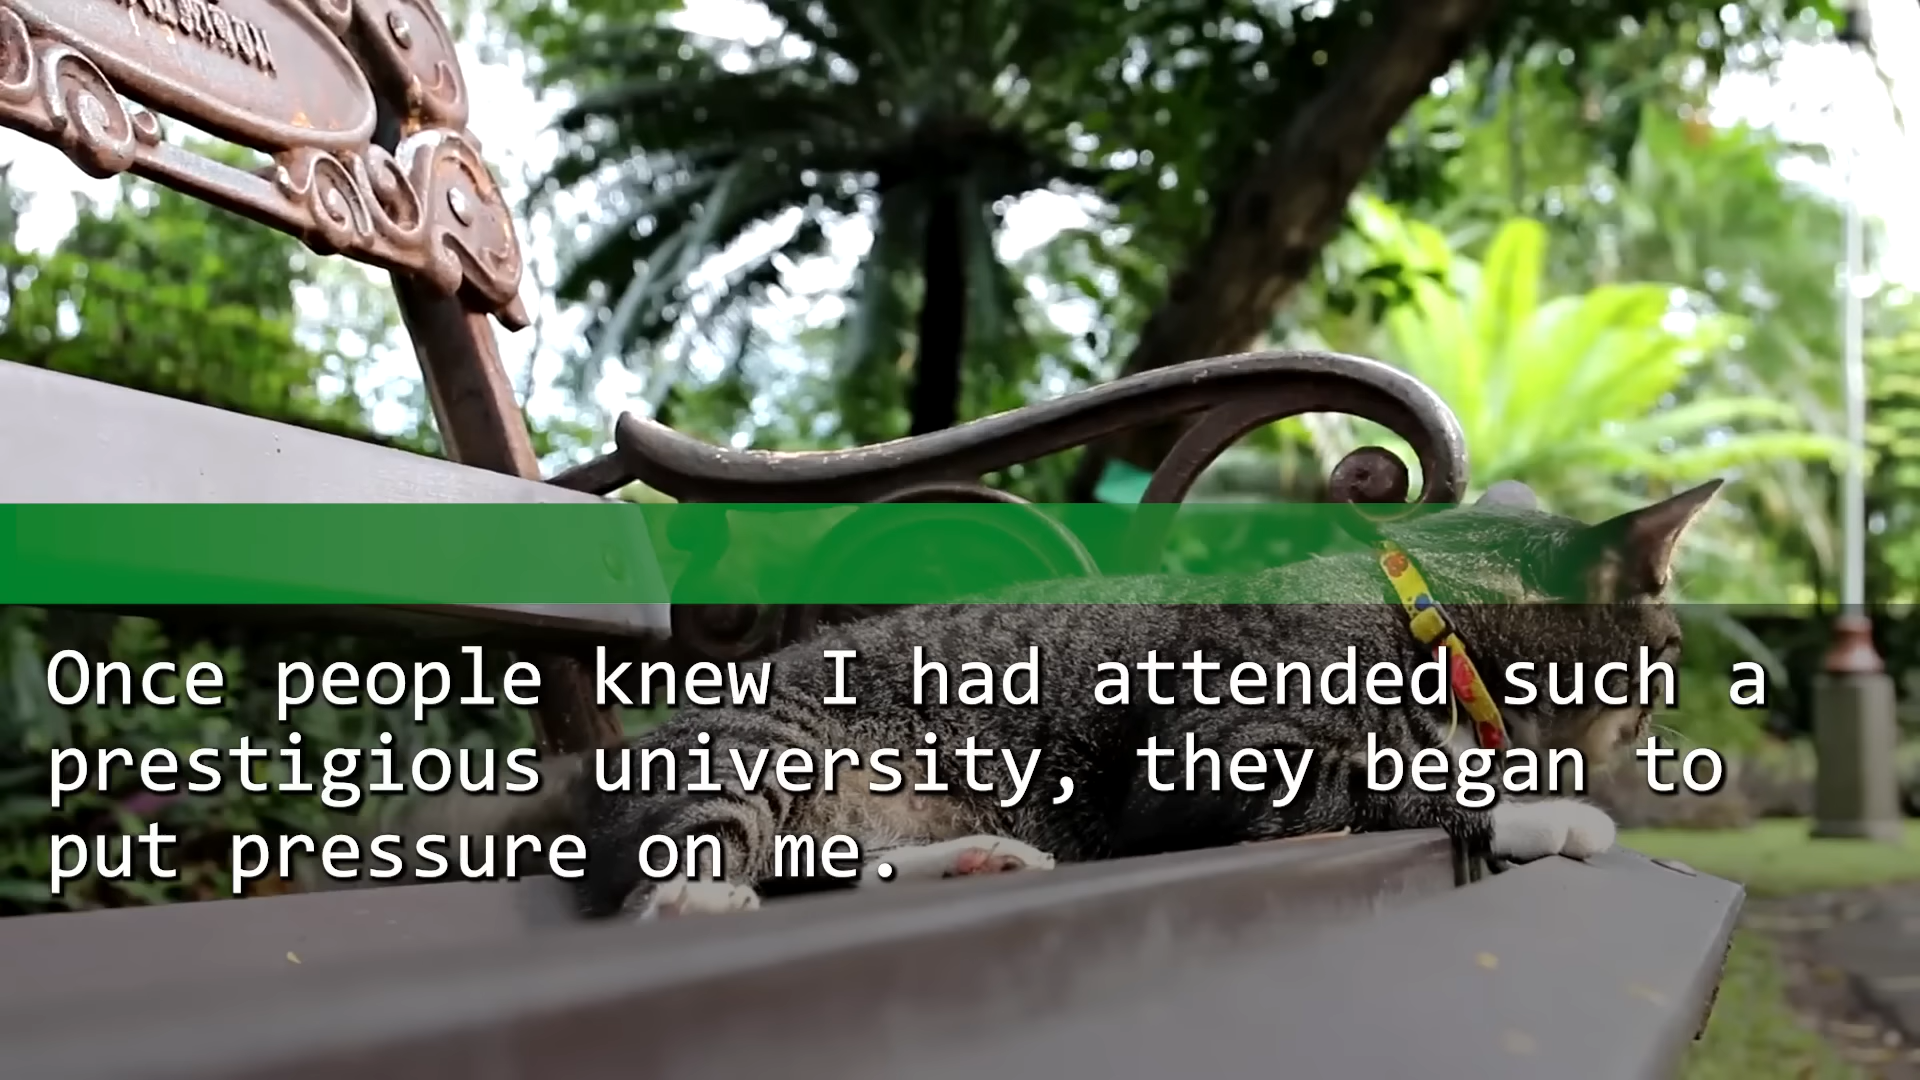 Once people knew I had attended such a
prestigious university, they began to
put pressure on me.